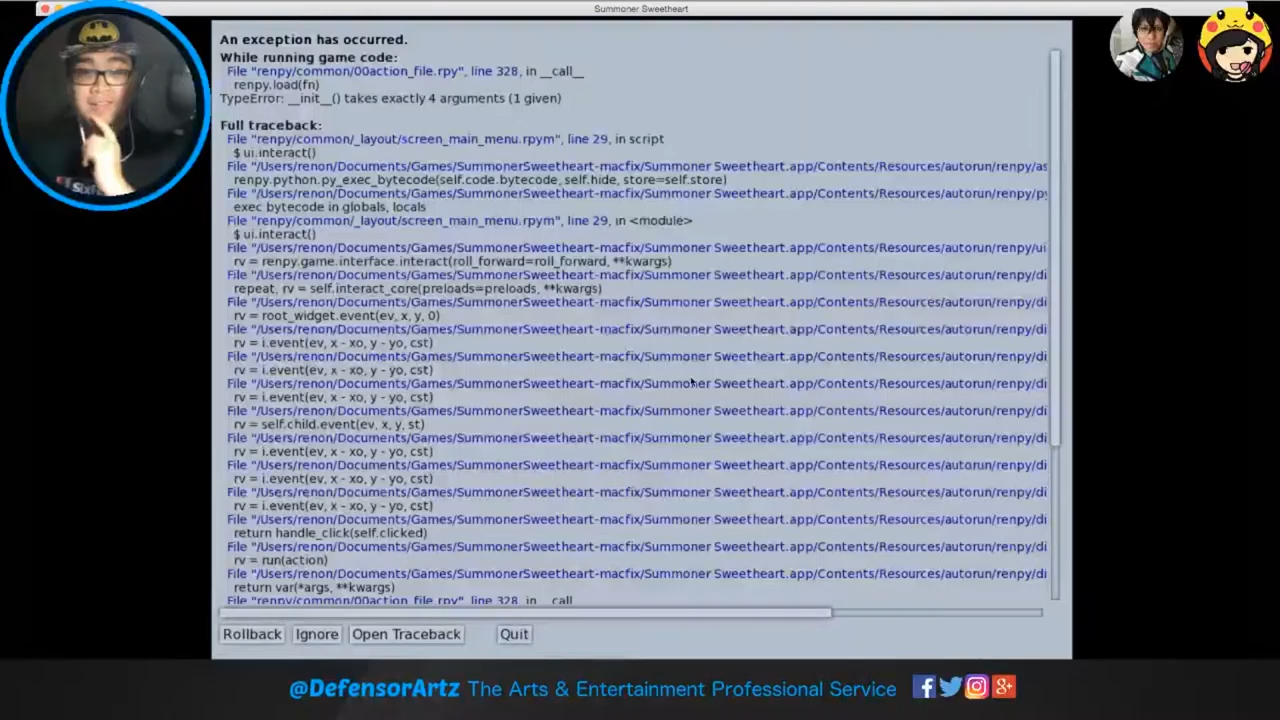 Summoner Sweetheart
An exception has occurred.
While running game code:
File "renpy/common/00action_file.rpy", line 328, in __call__
renpy.load(fn)
TypeError: __init__() takes exactly 4 arguments (1 given)
Full traceback:
File "renpy/common/_layout/screen_main_menu.rpym", line 29, in script
$ ui.interact()
File "/Users/renon/Documents/Games/SummonerSweetheart-macfix/Summoner Sweetheart.app/Contents/Resources/autorun/renpy/as
renpy.python.py_exec_bytecode(self.code.bytecode, self.hide, store=self.store)
File "/Users/renon/Documents/Games/SummonerSweetheart-macfix/Summoner Sweetheart.app/Contents/Resources/autorun/renpy/py
exec bytecode in globals, locals
File "renpy/common/_layout/screen_main_menu.rpym", line 29, in <module>
$ ui.interact()
File "/Users/renon/Documents/Games/SummonerSweetheart-macfix/Summoner Sweetheart.app/Contents/Resources/autorun/renpy/ui
rv = renpy.game.interface.interact(roll_forward=roll_forward, **kwargs)
File "/Users/renon/Documents/Games/SummonerSweetheart-macfix/Summoner Sweetheart.app/Contents/Resources/autorun/renpy/di
repeat, rv = self.interact_core(preloads=preloads, **kwargs)
File "/Users/renon/Documents/Games/SummonerSweetheart-macfix/Summoner Sweetheart.app/Contents/Resources/autorun/renpy/di
rv = root_widget.event(ev, x, y, 0)
File "/Users/renon/Documents/Games/SummonerSweetheart-macfix/Summoner Sweetheart.app/Contents/Resources/autorun/renpy/di
rv = i.event(ev, x - xo, y - yo, cst)
File "/Users/renon/Documents/Games/SummonerSweetheart-macfix/Summoner Sweetheart.app/Contents/Resources/autorun/renpy/di
rv = i.event(ev, x - xo, y - yo, cst)
File "/Users/renon/Documents/Games/SummonerSweetheart-macfix/Summoner Sweetheart.app/Contents/Resources/autorun/renpy/di
rv = i.event(ev, x - xo, y - yo, cst)
File "/Users/renon/Documents/Games/SummonerSweetheart-macfix/Summoner Sweetheart.app/Contents/Resources/autorun/renpy/di
rv = self.child.event(ev, x, y, st)
File "/Users/renon/Documents/Games/SummonerSweetheart-macfix/Summoner Sweetheart.app/Contents/Resources/autorun/renpy/di
rv = i.event(ev, x - xo, y - yo, cst)
File "/Users/renon/Documents/Games/SummonerSweetheart-macfix/Summoner Sweetheart.app/Contents/Resources/autorun/renpy/di
rv = i.event(ev, x - xo, y - yo, cst)
File "/Users/renon/Documents/Games/SummonerSweetheart-macfix/Summoner Sweetheart.app/Contents/Resources/autorun/renpy/di
rv = i.event(ev, x - xo, y - yo, cst)
File "/Users/renon/Documents/Games/SummonerSweetheart-macfix/Summoner Sweetheart.app/Contents/Resources/autorun/renpy/di
return handle_click(self.clicked)
File "/Users/renon/Documents/Games/SummonerSweetheart-macfix/Summoner Sweetheart.app/Contents/Resources/autorun/renpy/di
rv = run(action)
File "/Users/renon/Documents/Games/SummonerSweetheart-macfix/Summoner Sweetheart.app/Contents/Resources/autorun/renpy/di
return var(*args, **kwargs)
File "renpy/common/00action_file.rpy", line 328, in __call__
Rollback Ignore Open Traceback Quit
@DefensorArtz The Arts & Entertainment Professional Service